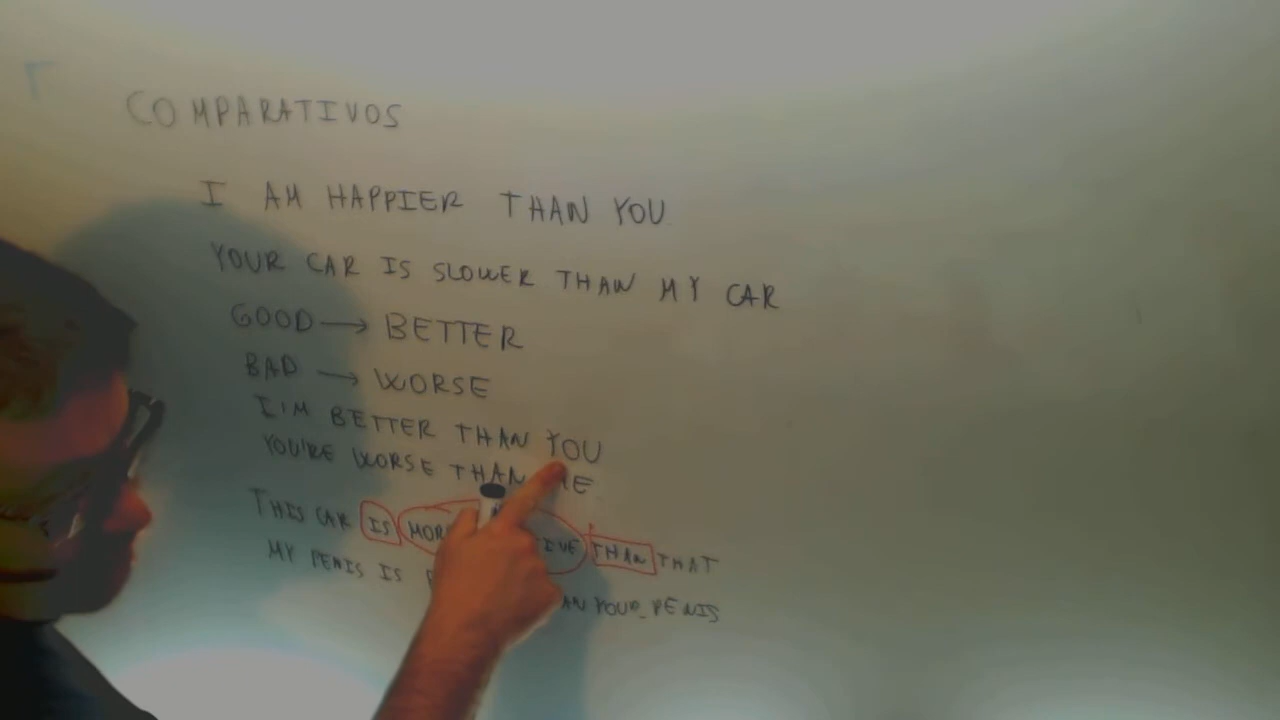 COMPARATIVOS
I AM HAPPIER THAN YOU
YOUR CAR IS SLOWER THAN MY CAR
GOOD → BETTER
BAD → WORSE
I'M BETTER THAN YOU
YOU'RE WORSE THAN
THIS CAR IS THAN THAT
MY PENIS IS YOUR PENIS